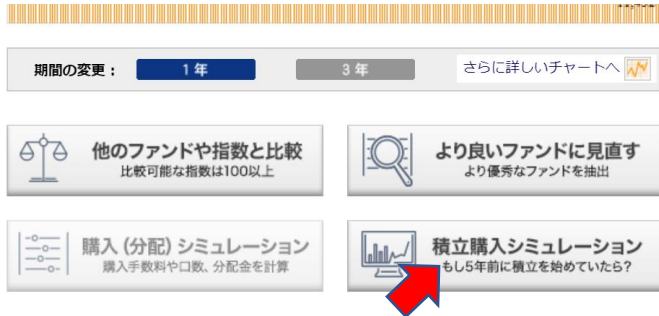 期間の変更：
1年
3年
さらに詳しいチャートへ
他のファンドや指数と比較
比較可能な指数は100以上
より良いファンドに見直す
より優秀なファンドを抽出
購入（分配）シミュレーション
購入手数料や口数、分配金を計算
積立購入シミュレーション
もし5年前に積立を始めていたら？